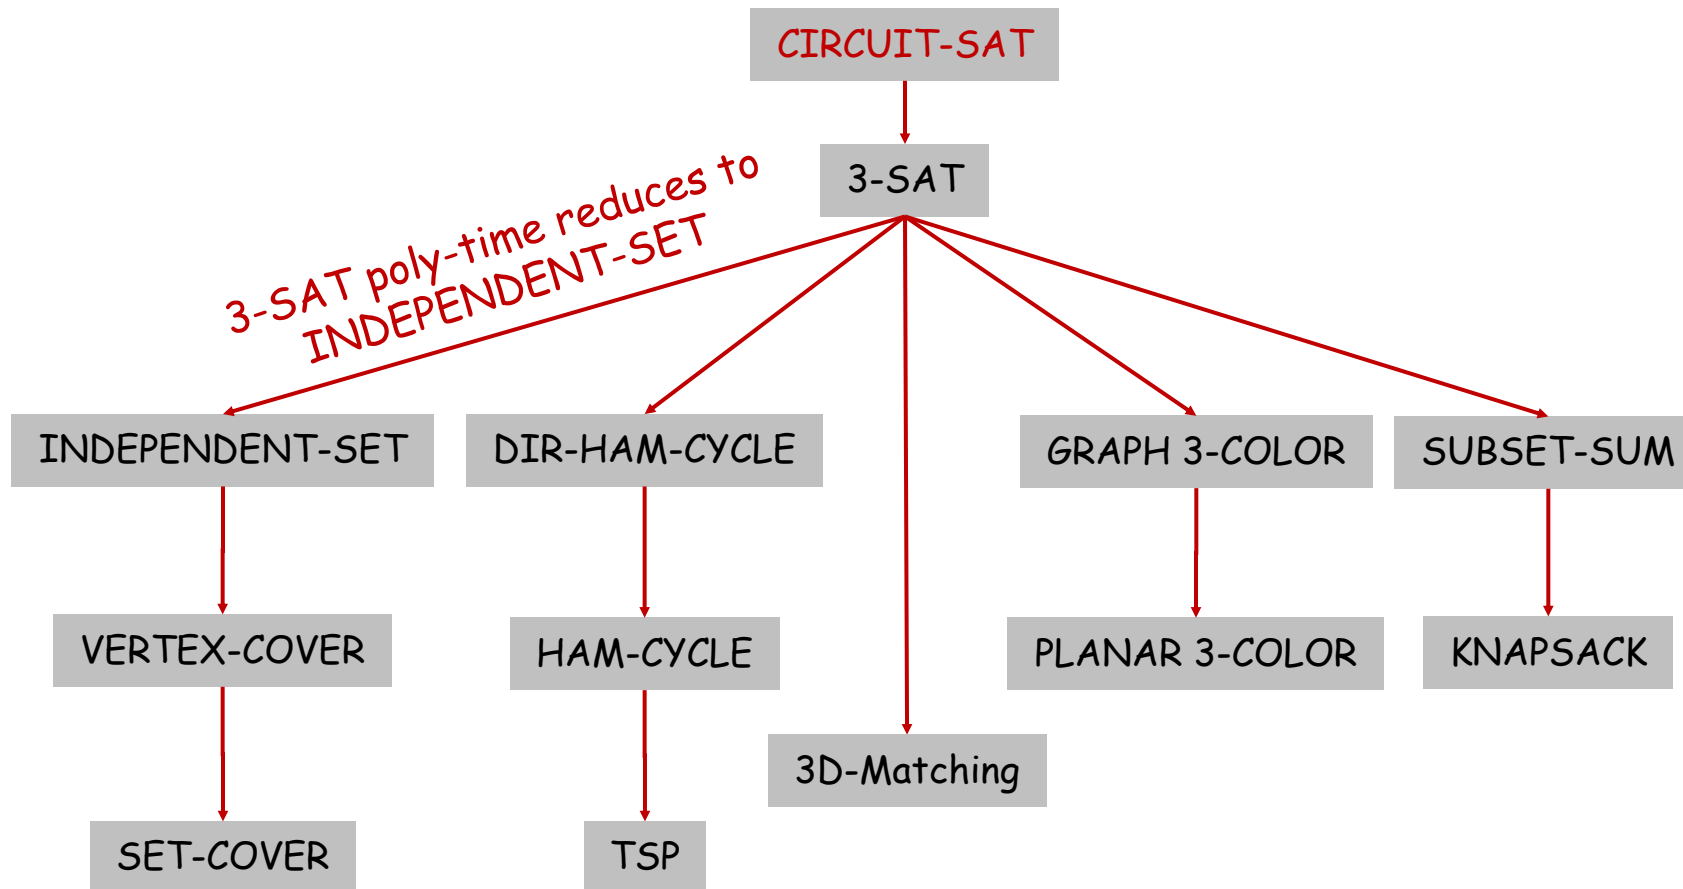 CIRCUIT-SAT
3-SAT
3-SAT poly-time reduces to
INDEPENDENT-SET
INDEPENDENT-SET
DIR-HAM-CYCLE
GRAPH 3-COLOR
SUBSET-SUM
VERTEX-COVER
HAM-CYCLE
PLANAR 3-COLOR
KNAPSACK
3D-Matching
SET-COVER
TSP